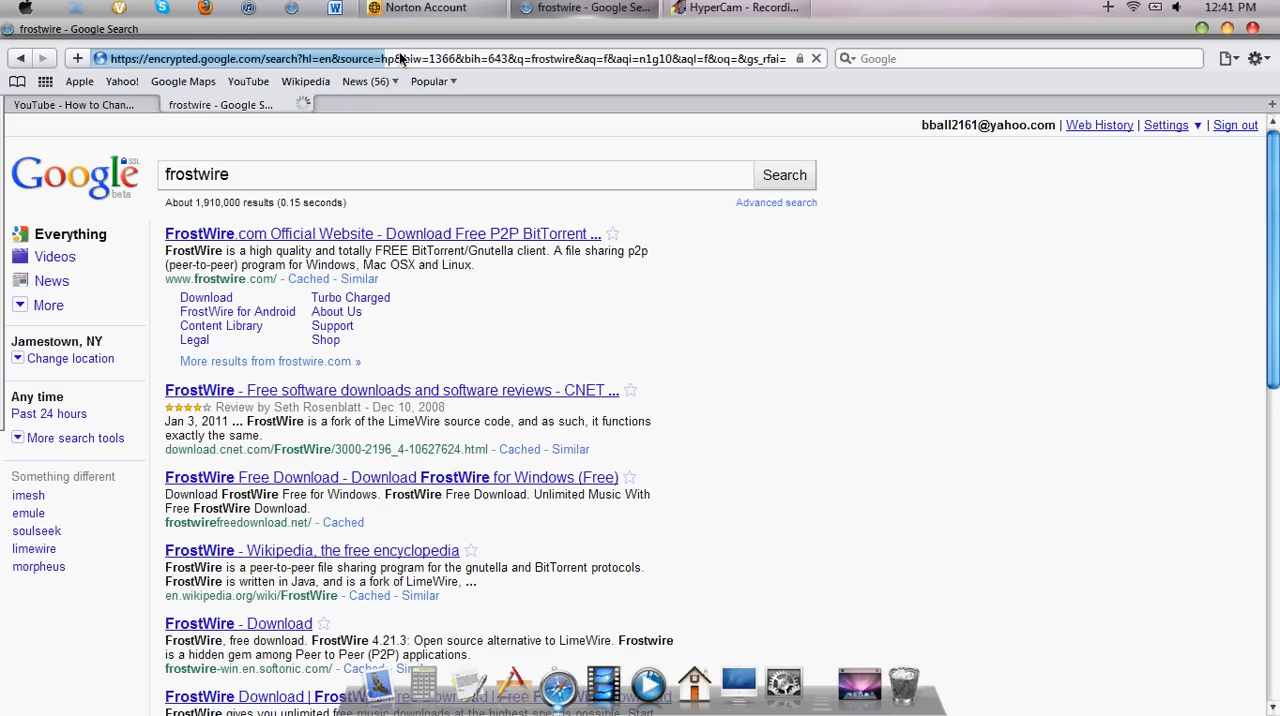 Norton Account
frostwire - Google Se...
HyperCam - Recordi...
12:41 PM
frostwire - Google Search
https://encrypted.google.com/search?hl=en&source=hp&biw=1366&bih=643&q=frostwire&aq=f&aqi=n1g10&aql=f&oq=&gs_rfai=
Google
Apple
Yahoo!
Google Maps
YouTube
Wikipedia
News (56)
Popular
YouTube - How to Chan...
frostwire - Google S...
bball2161@yahoo.com | Web History | Settings ▼ | Sign out
Google SSL
beta
frostwire
Search
About 1,910,000 results (0.15 seconds)
Advanced search
Everything
Videos
News
More
Jamestown, NY
Change location
Any time
Past 24 hours
More search tools
Something different
imesh
emule
soulseek
limewire
morpheus
FrostWire.com Official Website - Download Free P2P BitTorrent ...
FrostWire is a high quality and totally FREE BitTorrent/Gnutella client. A file sharing p2p
(peer-to-peer) program for Windows, Mac OSX and Linux.
www.frostwire.com/ - Cached - Similar
Download
Turbo Charged
FrostWire for Android
About Us
Content Library
Support
Legal
Shop
More results from frostwire.com »
FrostWire - Free software downloads and software reviews - CNET ...
Review by Seth Rosenblatt - Dec 10, 2008
Jan 3, 2011 ... FrostWire is a fork of the LimeWire source code, and as such, it functions
exactly the same.
download.cnet.com/FrostWire/3000-2196_4-10627624.html - Cached - Similar
FrostWire Free Download - Download FrostWire for Windows (Free)
Download FrostWire Free for Windows. FrostWire Free Download. Unlimited Music With
Free FrostWire Download.
frostwirefreedownload.net/ - Cached
FrostWire - Wikipedia, the free encyclopedia
FrostWire is a peer-to-peer file sharing program for the gnutella and BitTorrent protocols.
FrostWire is written in Java, and is a fork of LimeWire, ...
en.wikipedia.org/wiki/FrostWire - Cached - Similar
FrostWire - Download
FrostWire, free download. FrostWire 4.21.3: Open source alternative to LimeWire. Frostwire
is a hidden gem among Peer to Peer (P2P) applications.
frostwire-win.en.softonic.com/ - Cached
FrostWire Download |
FrostWire gives you unlimited free music downloads at the highest speeds possible. Start